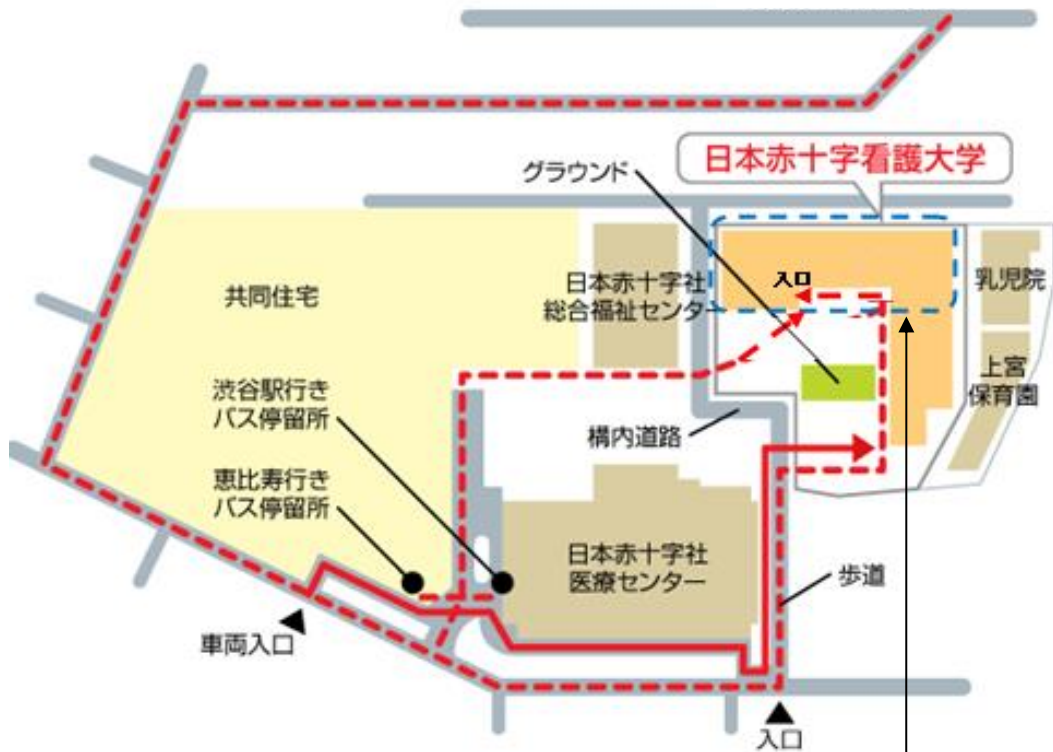 日本赤十字看護大学
グラウンド
入口
日本赤十字社
総合福祉センター
乳児院
共同住宅
上宮
保育園
渋谷駅行き
バス停留所
構内道路
恵比寿行き
バス停留所
日本赤十字社
医療センター
歩道
車両入口
入口